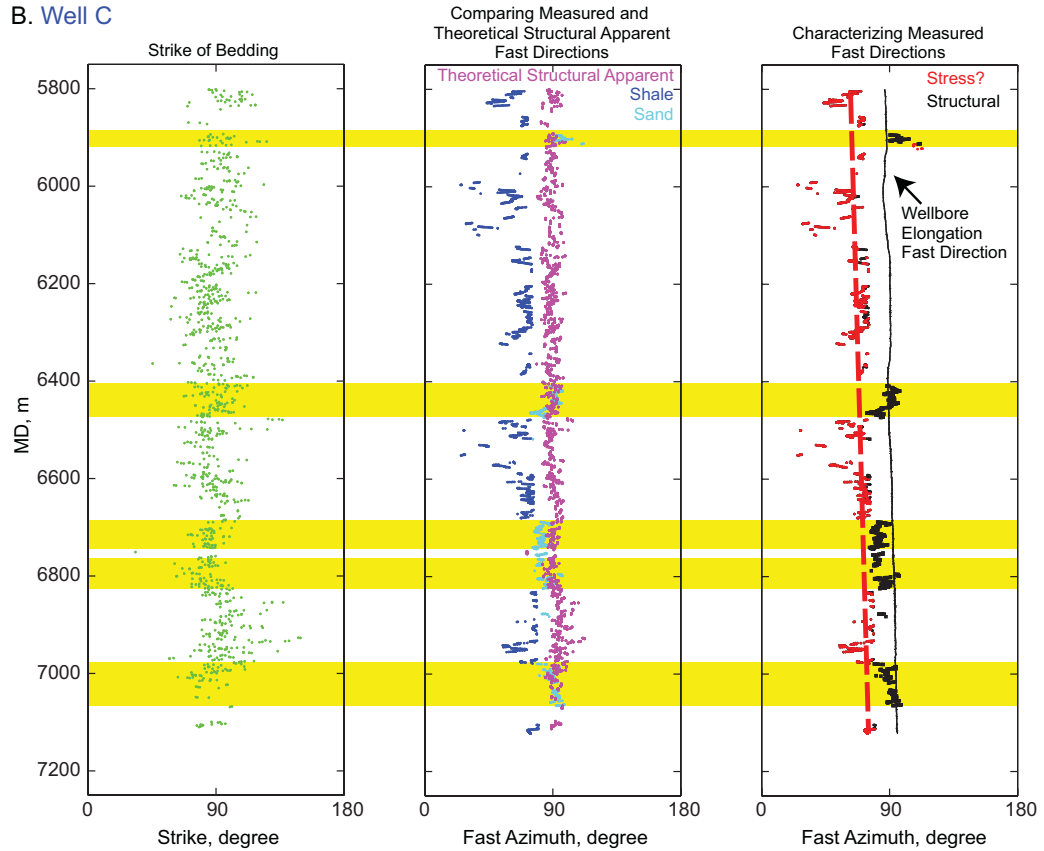 B. Well C
Strike of Bedding
Comparing Measured and
Theoretical Structural Apparent
Fast Directions
Characterizing Measured
Fast Directions
Theoretical Structural Apparent
Shale
Sand
Stress?
Structural
Wellbore
Elongation
Fast Direction
MD, m
5800
6000
6200
6400
6600
6800
7000
7200
0 90 180
0 90 180
0 90 180
Strike, degree
Fast Azimuth, degree
Fast Azimuth, degree